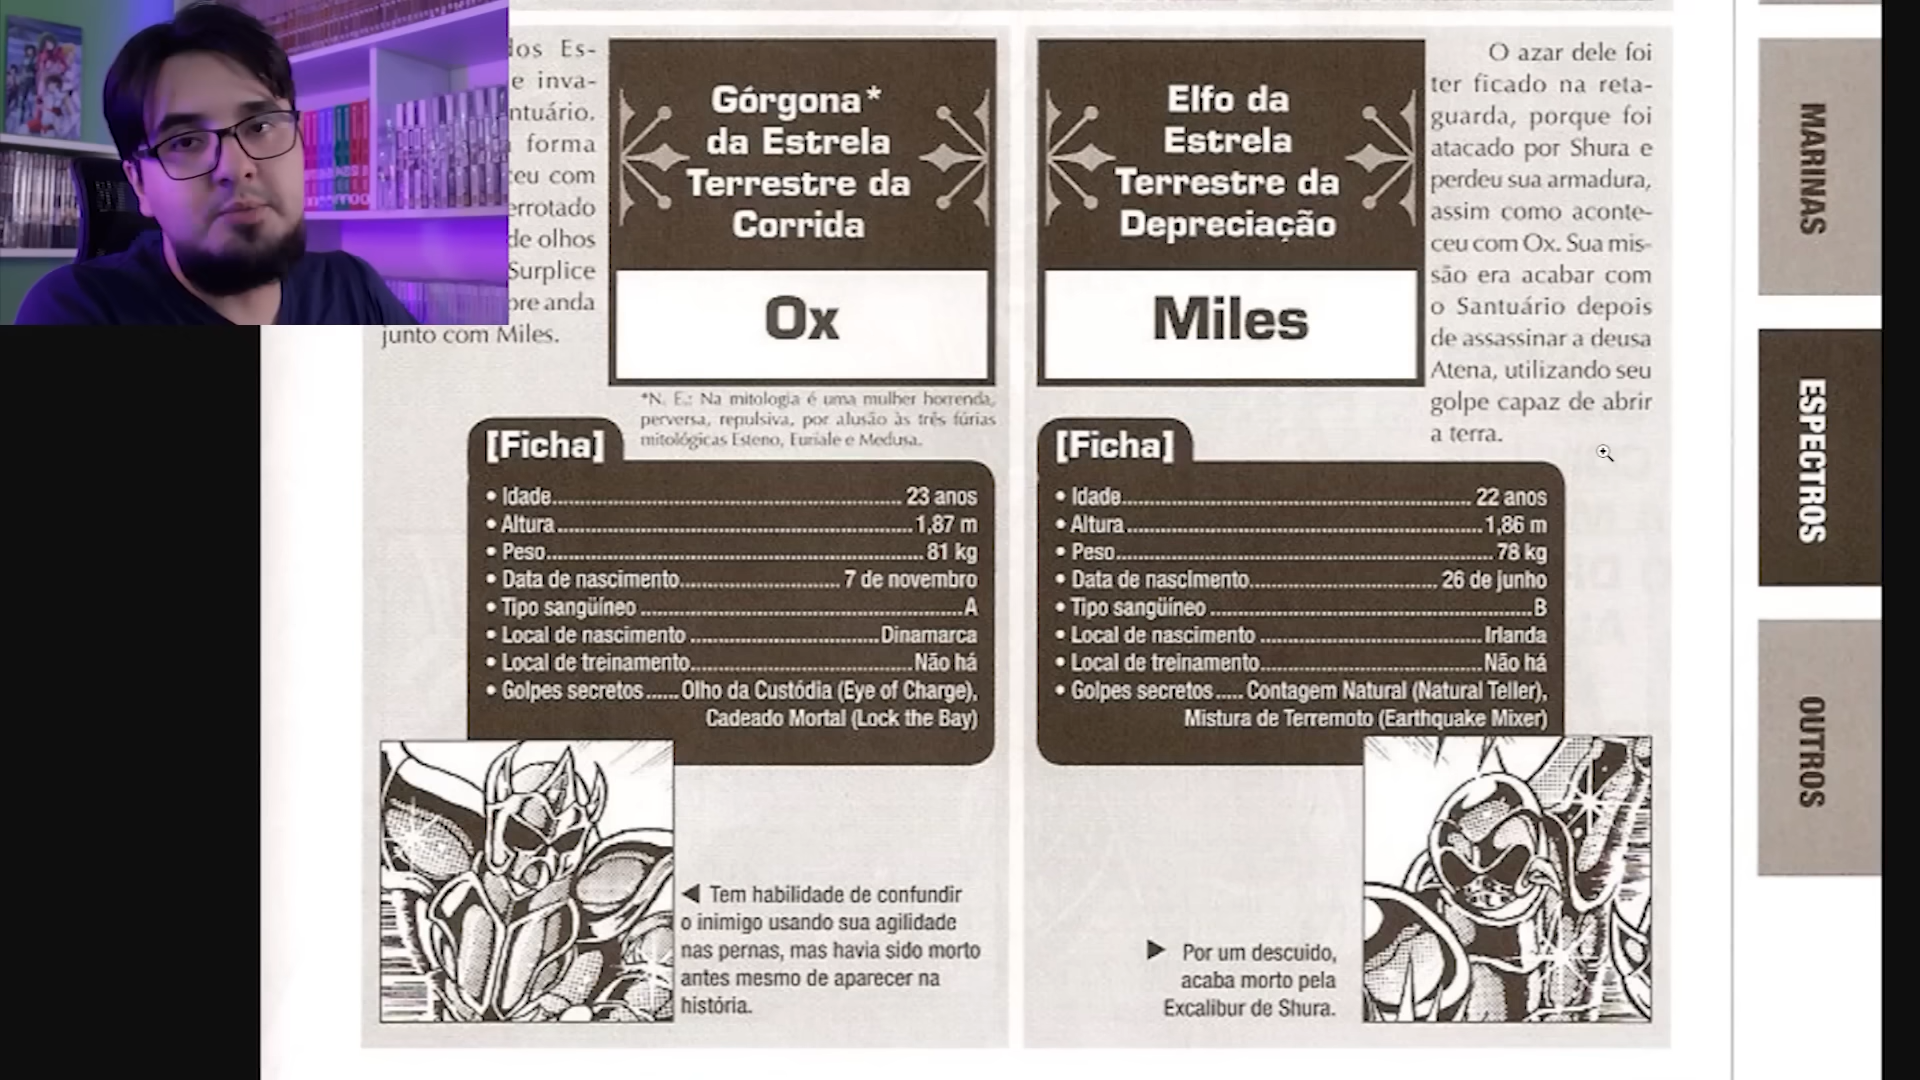 dos Es-
e inva-
ntuário.
forma
ceu com
errotado
de olhos
Surplice
pre anda
junto com Miles.
Górgona*
da Estrela
Terrestre da
Corrida
Ox
*N. E.: Na mitologia é uma mulher horrenda,
perversa, repulsiva, por alusão às três fúrias
mitológicas Esteno, Euriale e Medusa.
[Ficha]
• Idade........ 23 anos
• Altura........ 1,87 m
• Peso........ 81 kg
• Data de nascimento........ 7 de novembro
• Tipo sangüíneo ........ A
• Local de nascimento ........ Dinamarca
• Local de treinamento........ Não há
• Golpes secretos ...... Olho da Custódia (Eye of Charge),
Cadeado Mortal (Lock the Bay)
◀ Tem habilidade de confundir
o inimigo usando sua agilidade
nas pernas, mas havia sido morto
antes mesmo de aparecer na
história.
Elfo da
Estrela
Terrestre da
Depreciação
Miles
O azar dele foi
ter ficado na reta-
guarda, porque foi
atacado por Shura e
perdeu sua armadura,
assim como aconte-
ceu com Ox. Sua mis-
são era acabar com
o Santuário depois
de assassinar a deusa
Atena, utilizando seu
golpe capaz de abrir
a terra.
[Ficha]
• Idade........ 22 anos
• Altura........ 1,86 m
• Peso........ 78 kg
• Data de nascimento........ 26 de junho
• Tipo sangüíneo ........ B
• Local de nascimento ........ Irlanda
• Local de treinamento........ Não há
• Golpes secretos ..... Contagem Natural (Natural Teller),
Mistura de Terremoto (Earthquake Mixer)
▶ Por um descuido,
acaba morto pela
Excalibur de Shura.
MARINAS
ESPECTROS
OUTROS